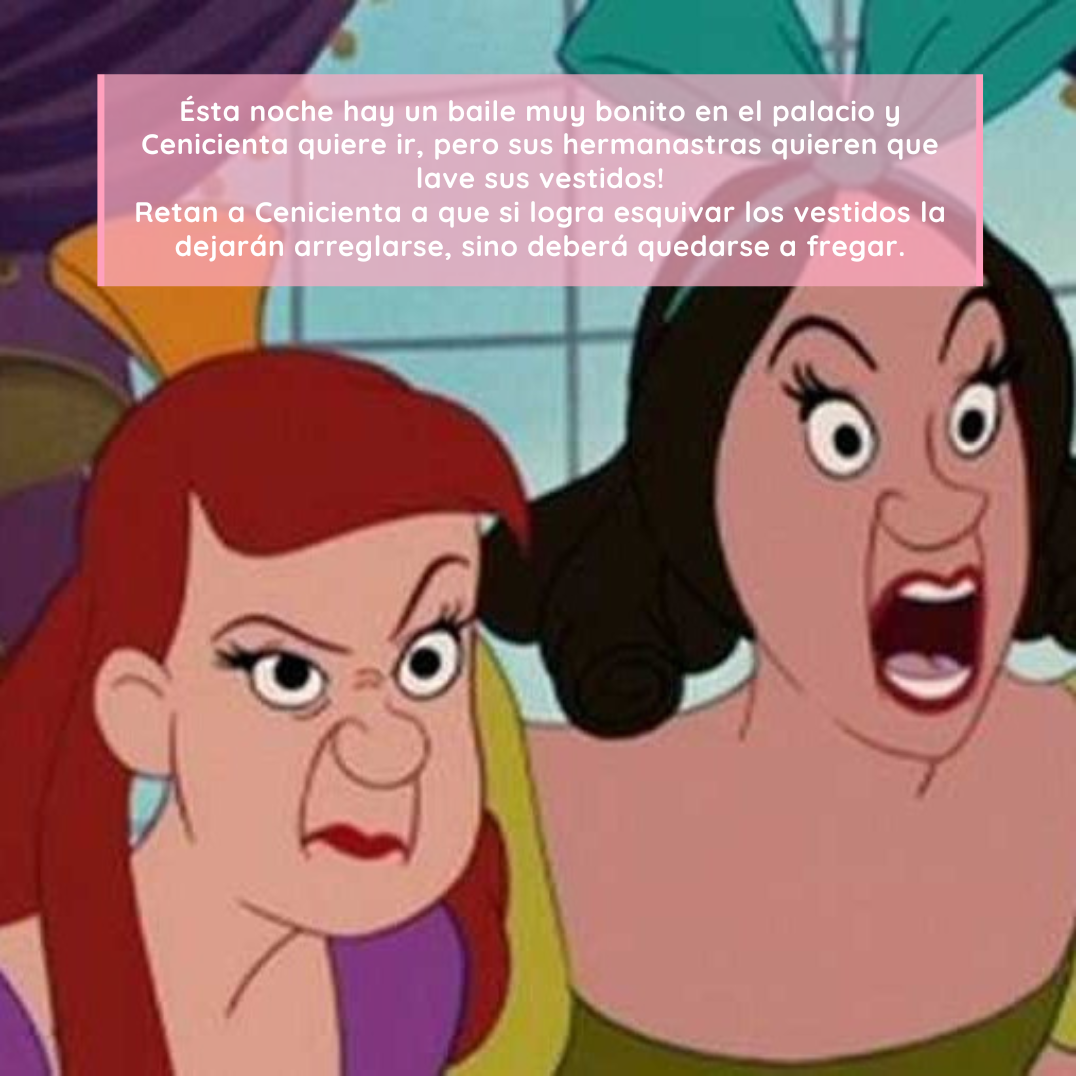 Ésta noche hay un baile muy bonito en el palacio y
Cenicienta quiere ir, pero sus hermanastras quieren que
lave sus vestidos!
Retan a Cenicienta a que si logra esquivar los vestidos la
dejarán arreglarse, sino deberá quedarse a fregar.